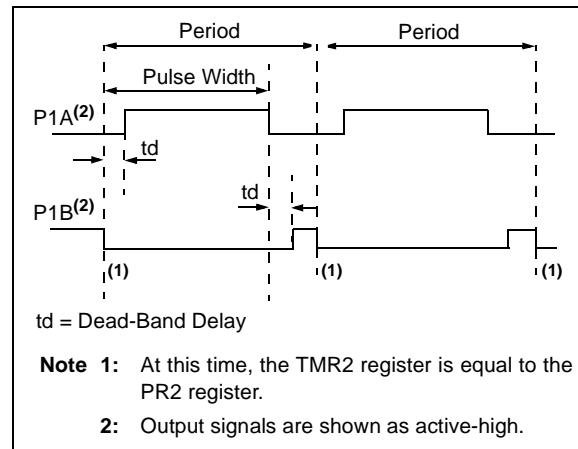 Period Period
Pulse Width
P1A(2)
td
td
P1B(2)
(1) (1) (1)
td = Dead-Band Delay
Note 1: At this time, the TMR2 register is equal to the
PR2 register.
2: Output signals are shown as active-high.